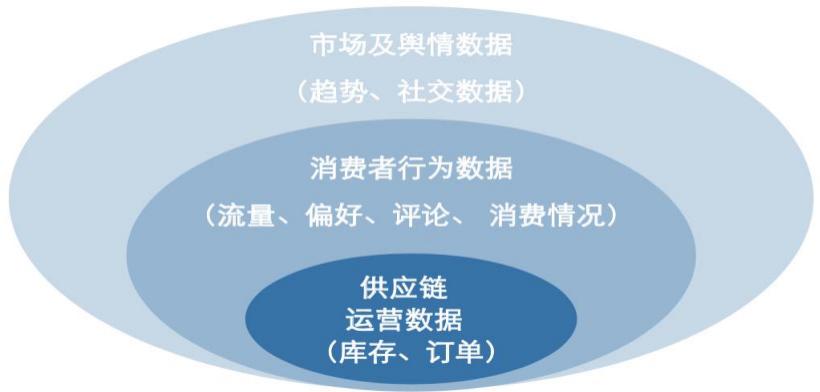 市场及舆情数据
（趋势、社交数据）
消费者行为数据
（流量、偏好、评论、 消费情况）
供应链
运营数据
（库存、订单）